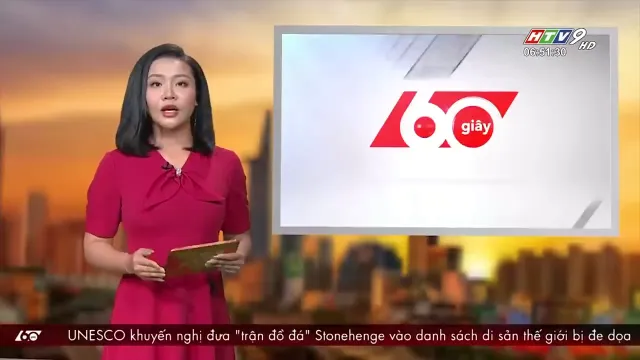 HTV9 HD
06:51:30
60 giây
60 UNESCO khuyến nghị đưa "trận đồ đá" Stonehenge vào danh sách di sản thế giới bị đe dọa